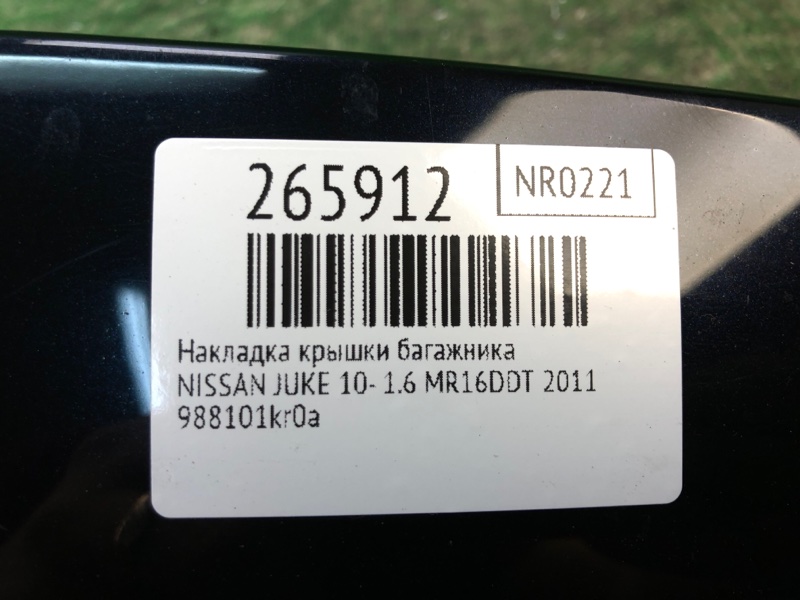 265912
NR0221
Накладка крышки багажника
NISSAN JUKE 10- 1.6 MR16DDT 2011
988101kr0a